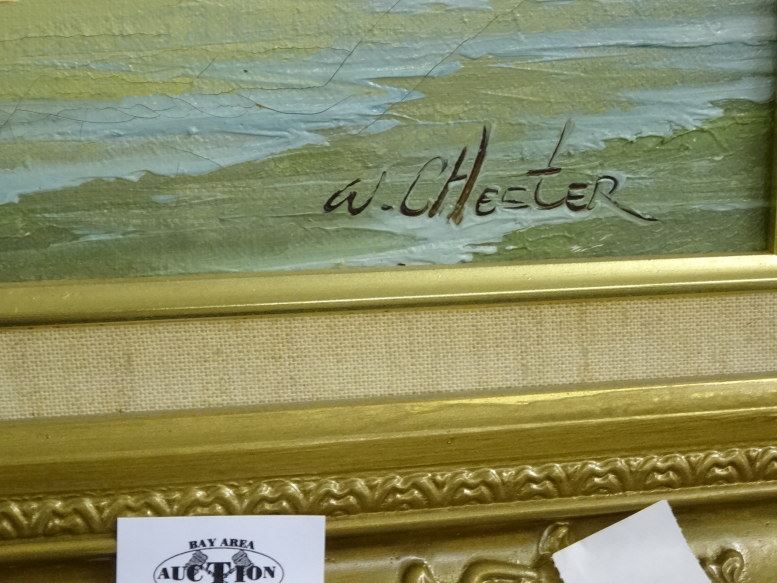 W. CHESTER
BAY AREA
AUCTION